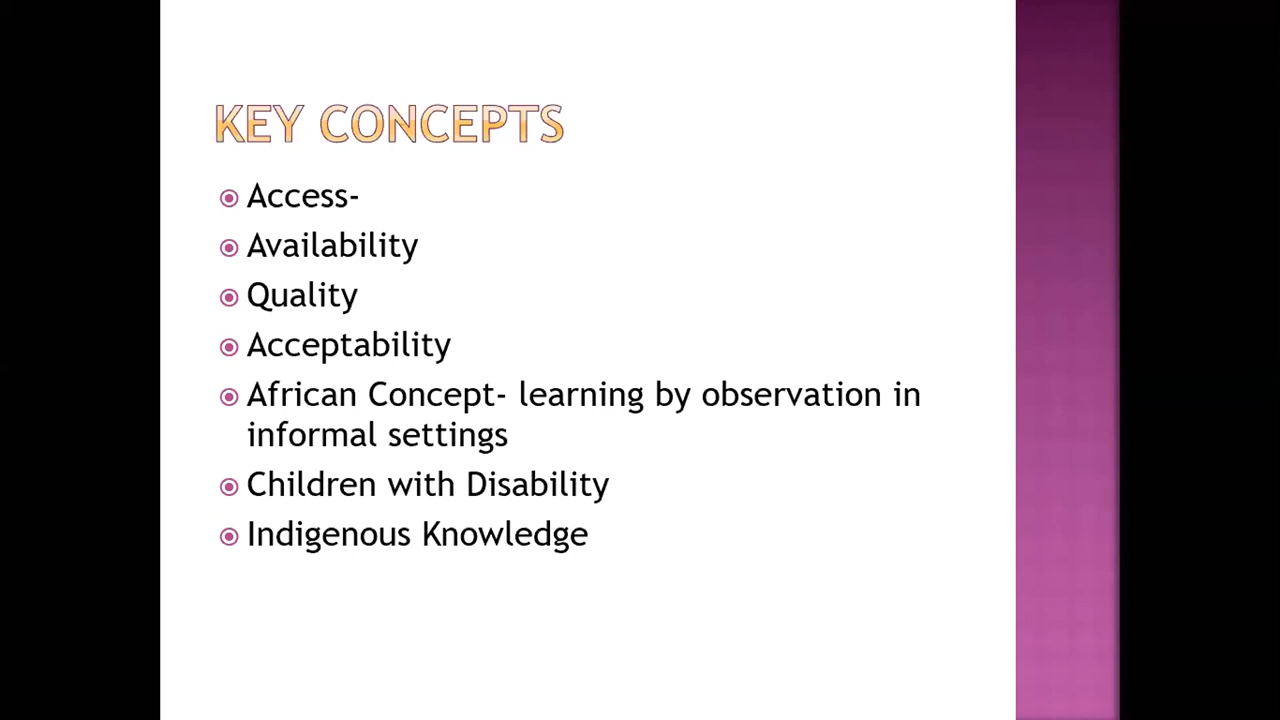 KEY CONCEPTS
Access-
Availability
Quality
Acceptability
African Concept- learning by observation in
informal settings
Children with Disability
Indigenous Knowledge